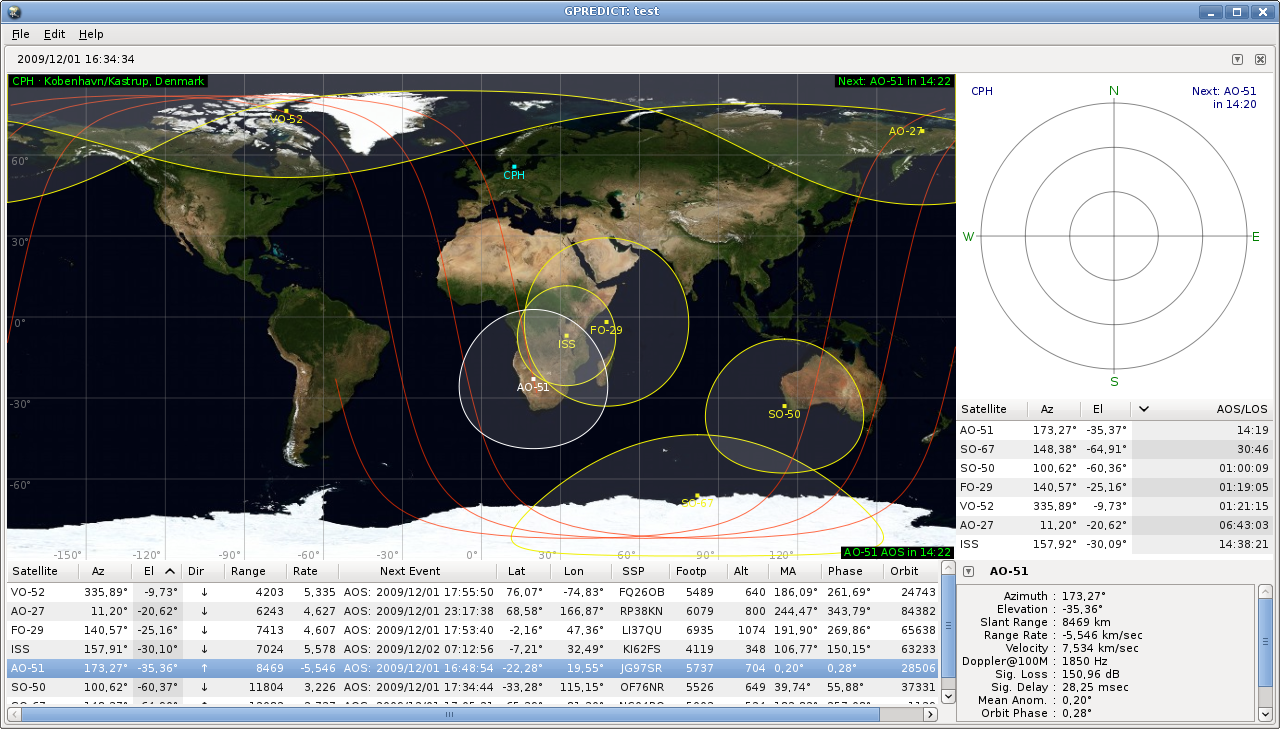 GPREDICT: test
File Edit Help
2009/12/01 16:34:34
CPH · Kobenhavn/Kastrup, Denmark
Next: AO-51 in 14:22
VO-52
AO-27
CPH
60°
30°
0°
-30°
-60°
FO-29
ISS
AO-51
SO-50
SO-67
-150° -120° -90° -60° -30° 0° 30° 60° 90° 120°
AO-51 AOS in 14:22
CPH
Next: AO-51
in 14:20
N
W
E
S
Satellite Az El AOS/LOS
AO-51 173,27° -35,37° 14:19
SO-67 148,38° -64,91° 30:46
SO-50 100,62° -60,36° 01:00:09
FO-29 140,57° -25,16° 01:19:05
VO-52 335,89° -9,73° 01:21:15
AO-27 11,20° -20,62° 06:43:03
ISS 157,92° -30,09° 14:38:21
Satellite Az El Dir Range Rate Next Event Lat Lon SSP Footp Alt MA Phase Orbit
VO-52 335,89° -9,73° ↓ 4203 5,335 AOS: 2009/12/01 17:55:50 76,07° -74,83° FQ26OB 5489 640 186,09° 261,69° 24743
AO-27 11,20° -20,62° ↓ 6243 4,627 AOS: 2009/12/01 23:17:38 68,58° 166,87° RP38KN 6079 800 244,47° 343,79° 84382
FO-29 140,57° -25,16° ↓ 7413 4,607 AOS: 2009/12/01 17:53:40 -2,16° 47,36° LI37QU 6935 1074 191,90° 269,86° 65638
ISS 157,91° -30,10° ↓ 7024 5,578 AOS: 2009/12/02 07:12:56 -7,21° 32,49° KI62FS 4119 348 106,77° 150,15° 63233
AO-51 173,27° -35,36° ↑ 8469 -5,546 AOS: 2009/12/01 16:48:54 -22,28° 19,55° JG97SR 5737 704 0,20° 0,28° 28506
SO-50 100,62° -60,37° ↓ 11804 3,226 AOS: 2009/12/01 17:34:44 -33,28° 115,15° OF76NR 5526 649 39,74° 55,88° 37331
AO-51
Azimuth : 173,27°
Elevation : -35,36°
Slant Range : 8469 km
Range Rate : -5,546 km/sec
Velocity : 7,534 km/sec
Doppler@100M : 1850 Hz
Sig. Loss : 150,96 dB
Sig. Delay : 28,25 msec
Mean Anom. : 0,20°
Orbit Phase : 0,28°